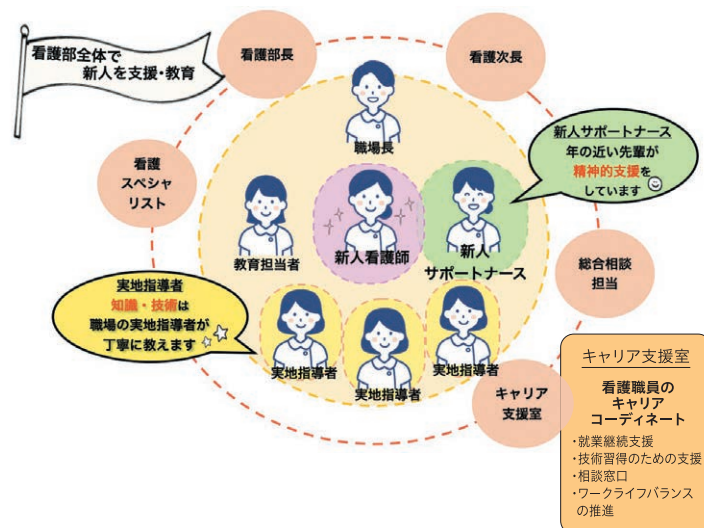 看護部全体で
新人を支援・教育
看護部長
看護次長
職場長
新人サポートナース
年の近い先輩が
精神的支援を
しています
看護
スペシャ
リスト
教育担当者
新人看護師
新人
サポートナース
総合相談
担当
実地指導者
知識・技術は
職場の実地指導者が
丁寧に教えます
実地指導者
実地指導者
実地指導者
キャリア
支援室
キャリア支援室
看護職員の
キャリア
コーディネート
・就業継続支援
・技術習得のための支援
・相談窓口
・ワークライフバランス
の推進